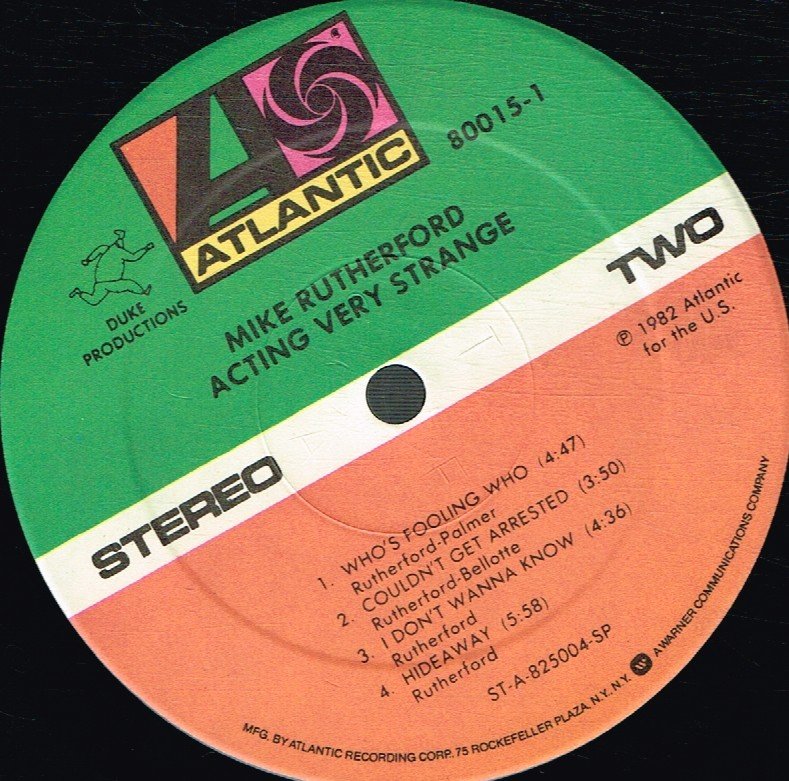 ATLANTIC
80015-1
DUKE
PRODUCTIONS
MIKE RUTHERFORD
ACTING VERY STRANGE
STEREO
TWO
Ⓟ 1982 Atlantic
for the U.S.
1. WHO'S FOOLING WHO (4:47)
Rutherford-Palmer
2. COULDN'T GET ARRESTED (3:50)
Rutherford-Bellotte
3. I DON'T WANNA KNOW (4:36)
Rutherford
4. HIDEAWAY (5:58)
Rutherford
ST-A-825004-SP
MFG. BY ATLANTIC RECORDING CORP. 75 ROCKEFELLER PLAZA, N.Y., N.Y. A WARNER COMMUNICATIONS COMPANY